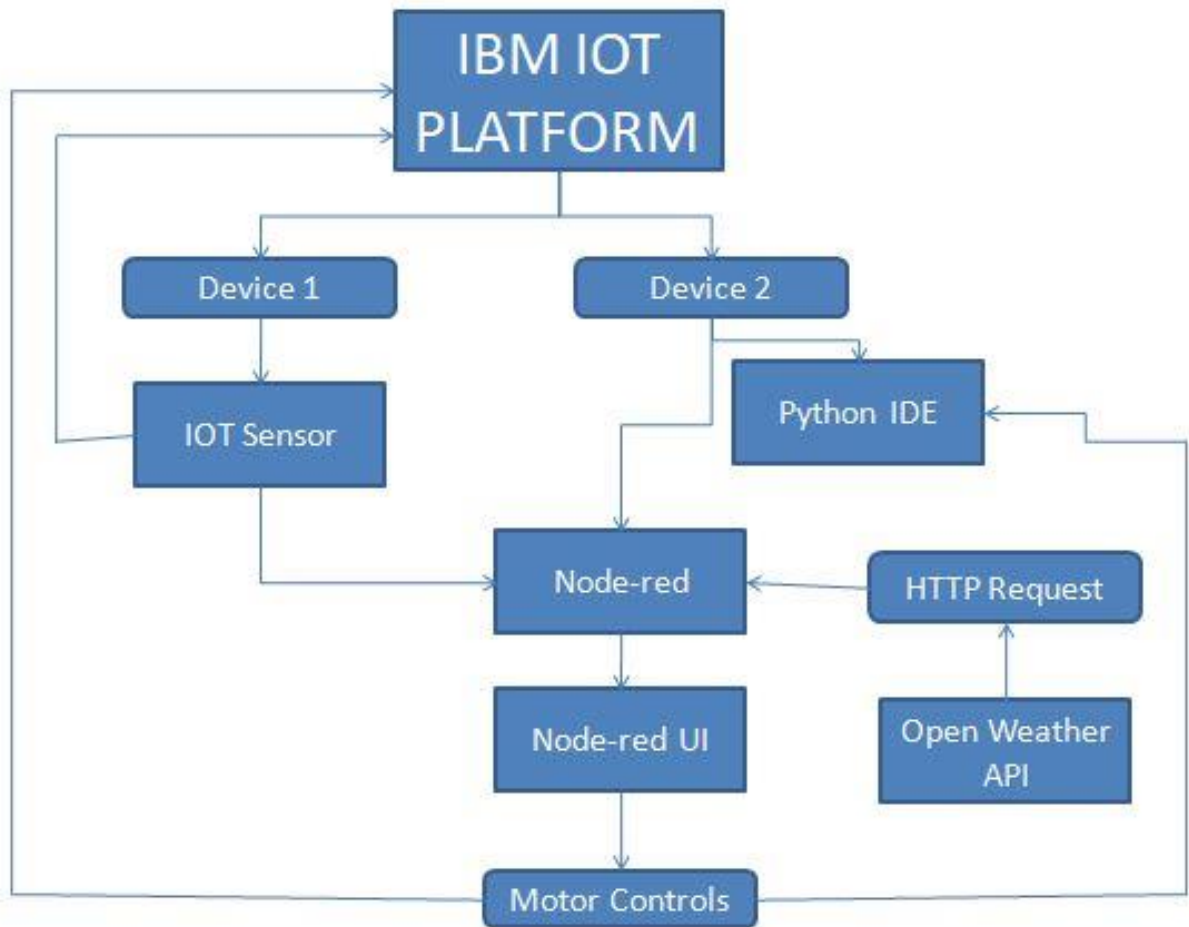 IBM IOT
PLATFORM
Device 1
Device 2
IOT Sensor
Python IDE
Node-red
HTTP Request
Node-red UI
Open Weather
API
Motor Controls